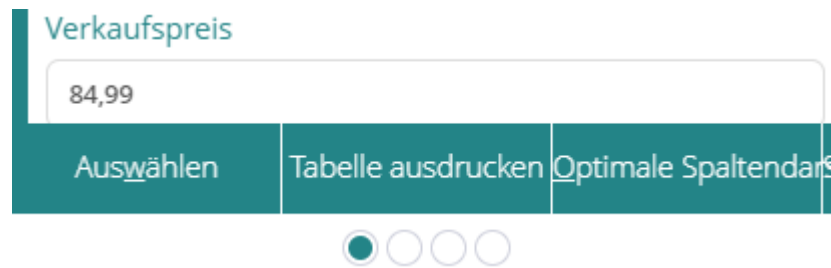 Verkaufspreis
84,99
Auswählen Tabelle ausdrucken Optimale Spaltendar